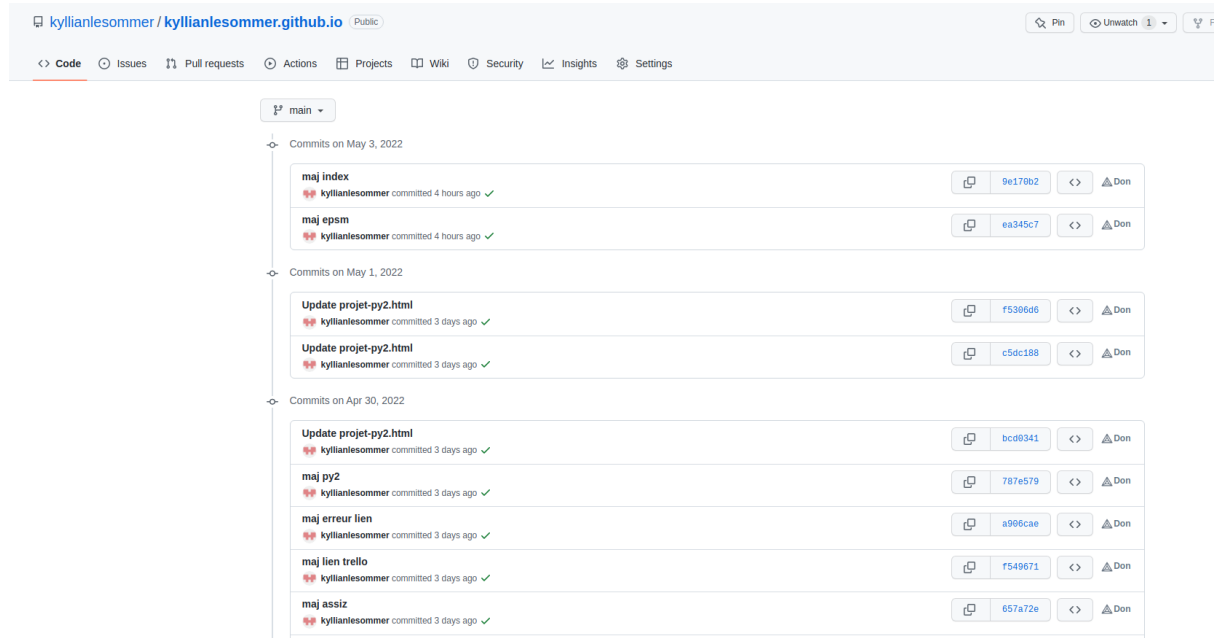 kyllianlesommer / kyllianlesommer.github.io Public
Pin Unwatch 1
Code Issues Pull requests Actions Projects Wiki Security Insights Settings
main
Commits on May 3, 2022
maj index
kyllianlesommer committed 4 hours ago
9e170b2 Don
maj epsm
kyllianlesommer committed 4 hours ago
ea345c7 Don
Commits on May 1, 2022
Update projet-py2.html
kyllianlesommer committed 3 days ago
f5306d6 Don
Update projet-py2.html
kyllianlesommer committed 3 days ago
c5dc188 Don
Commits on Apr 30, 2022
Update projet-py2.html
kyllianlesommer committed 3 days ago
bcd0341 Don
maj py2
kyllianlesommer committed 3 days ago
787e579 Don
maj erreur lien
kyllianlesommer committed 3 days ago
a906cae Don
maj lien trello
kyllianlesommer committed 3 days ago
f549671 Don
maj assiz
kyllianlesommer committed 3 days ago
657a72e Don